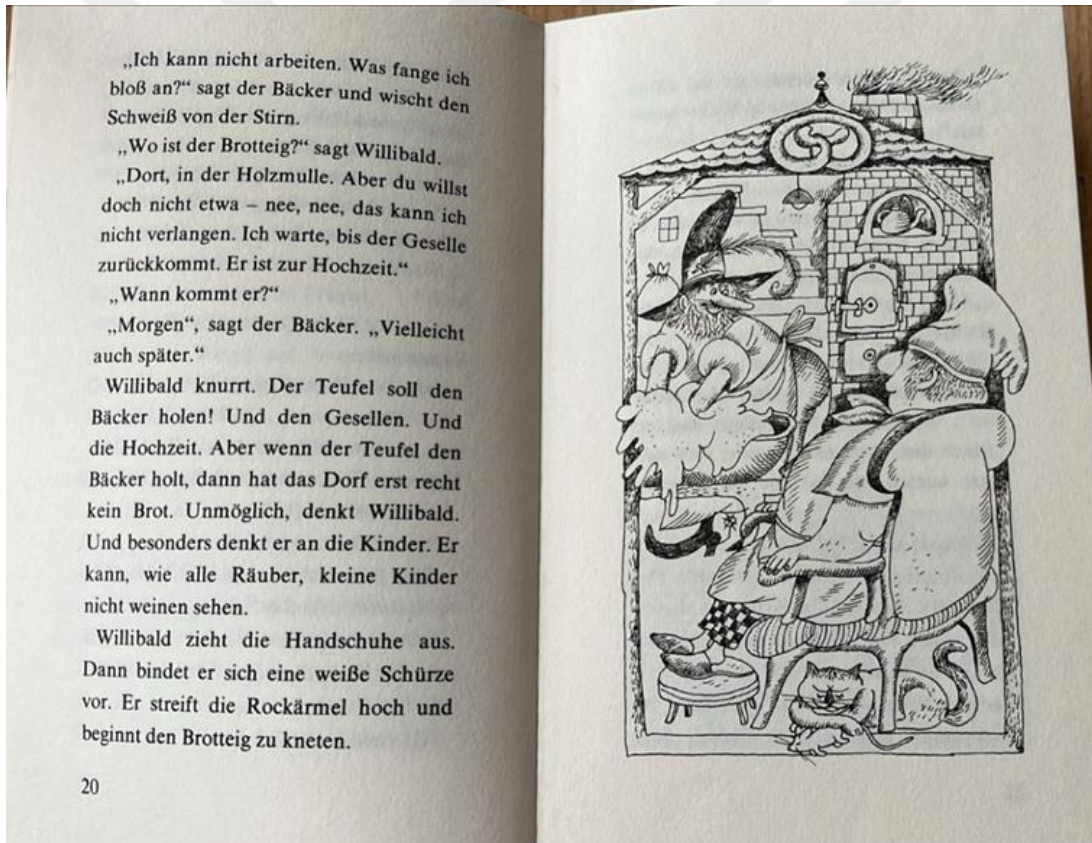 „Ich kann nicht arbeiten. Was fange ich
bloß an?“ sagt der Bäcker und wischt den
Schweiß von der Stirn.
„Wo ist der Brotteig?“ sagt Willibald.
„Dort, in der Holzmulle. Aber du willst
doch nicht etwa – nee, nee, das kann ich
nicht verlangen. Ich warte, bis der Geselle
zurückkommt. Er ist zur Hochzeit.“
„Wann kommt er?“
„Morgen“, sagt der Bäcker. „Vielleicht
auch später.“
Willibald knurrt. Der Teufel soll den
Bäcker holen! Und den Gesellen. Und
die Hochzeit. Aber wenn der Teufel den
Bäcker holt, dann hat das Dorf erst recht
kein Brot. Unmöglich, denkt Willibald.
Und besonders denkt er an die Kinder. Er
kann, wie alle Räuber, kleine Kinder
nicht weinen sehen.
Willibald zieht die Handschuhe aus.
Dann bindet er sich eine weiße Schürze
vor. Er streift die Rockärmel hoch und
beginnt den Brotteig zu kneten.
20